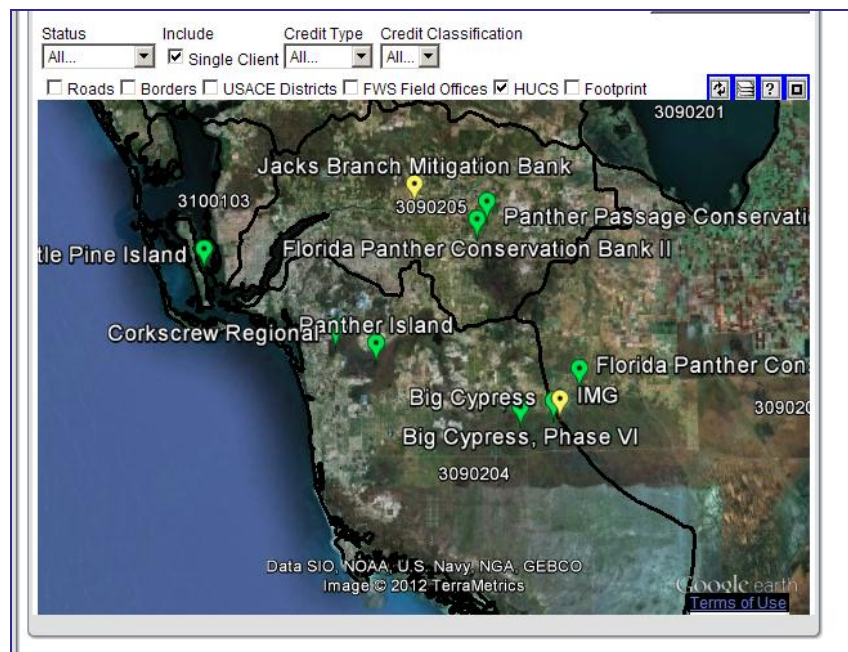 Status Include Credit Type Credit Classification
All... Single Client All... All...
Roads Borders USACE Districts FWS Field Offices HUCS Footprint
3090201
Jacks Branch Mitigation Bank
3100103
3090205
Panther Passage Conservati
tle Pine Island
Florida Panther Conservation Bank II
Corkscrew Regional
Panther Island
Florida Panther Con
Big Cypress
IMG
309020
Big Cypress, Phase VI
3090204
Data SIO, NOAA, U.S. Navy, NGA, GEBCO
Image © 2012 TerraMetrics
Google earth
Terms of Use